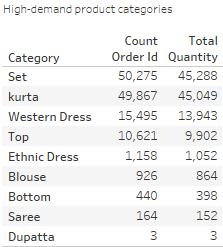 High-demand product categories
Count Total
Category Order Id Quantity
Set 50,275 45,288
kurta 49,867 45,049
Western Dress 15,495 13,943
Top 10,621 9,902
Ethnic Dress 1,158 1,052
Blouse 926 864
Bottom 440 398
Saree 164 152
Dupatta 3 3